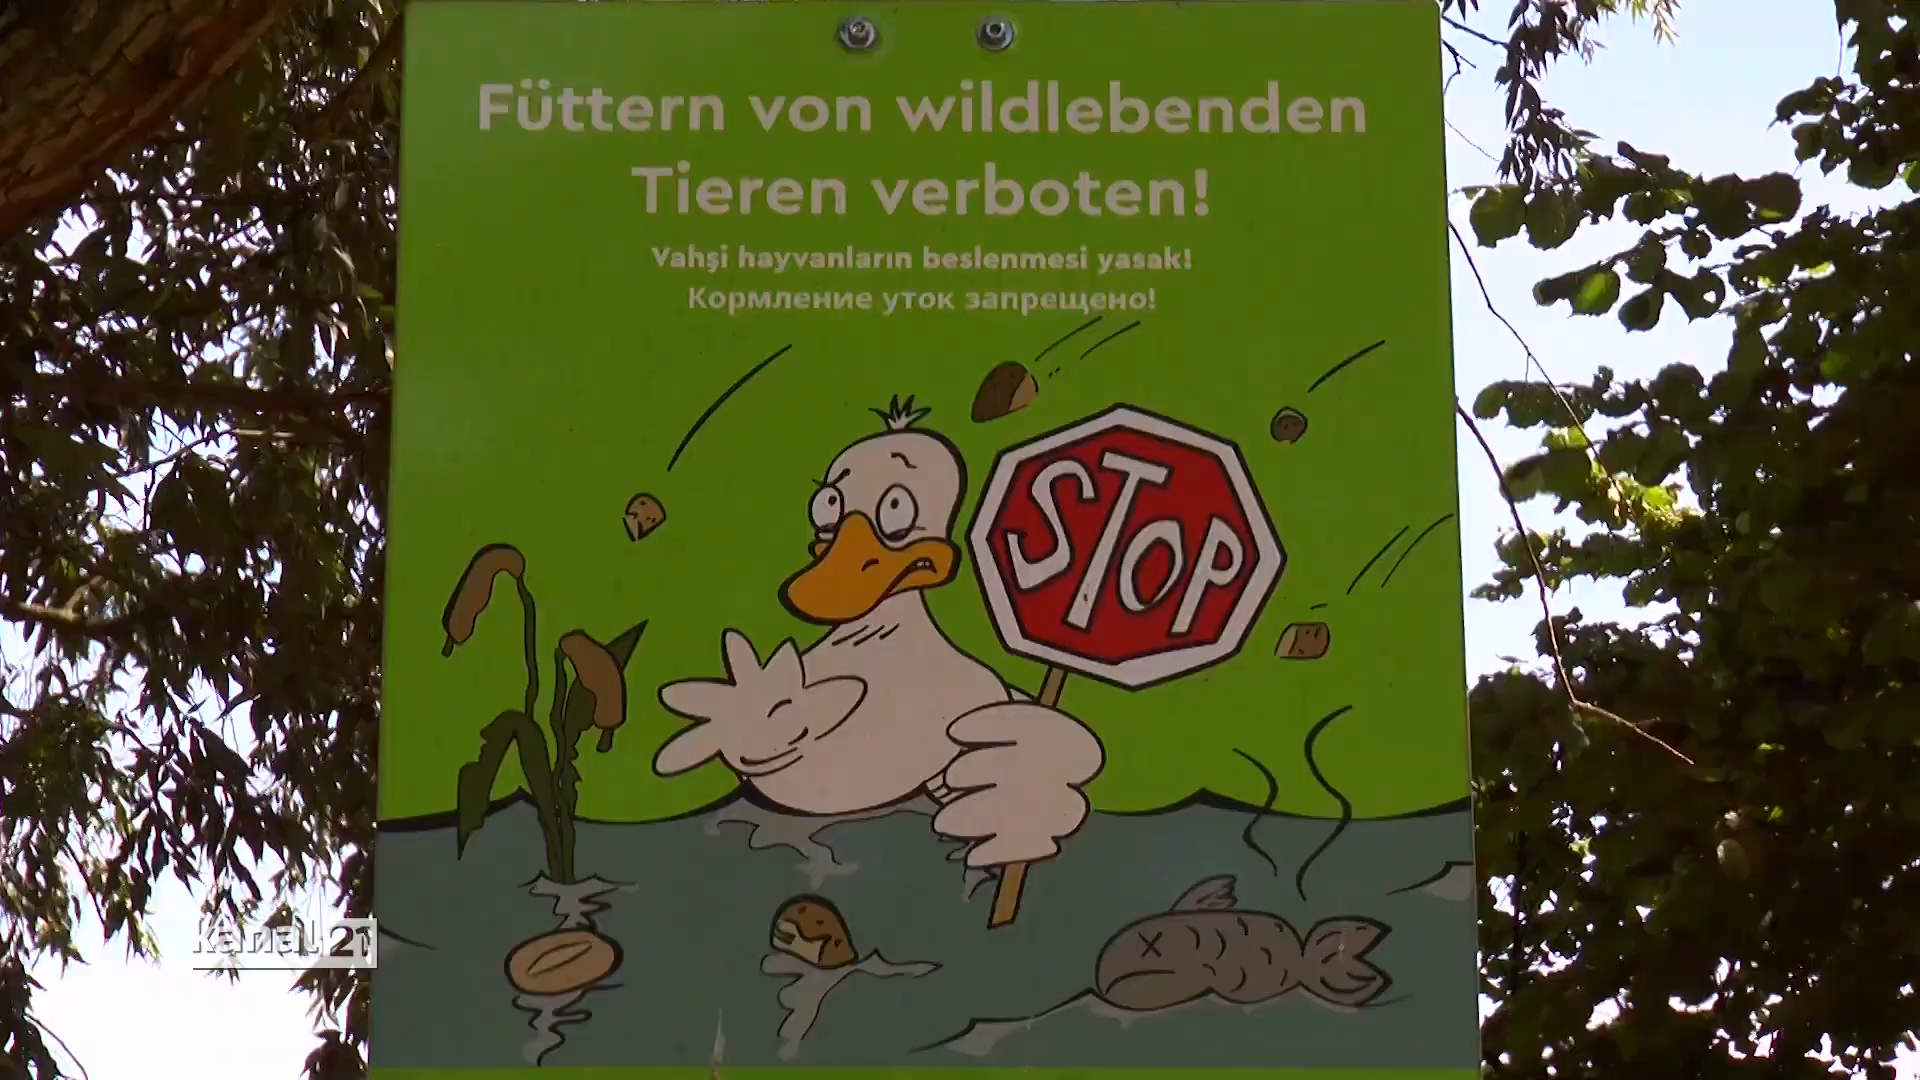 Füttern von wildlebenden
Tieren verboten!
Vahşi hayvanların beslenmesi yasak!
Кормление уток запрещено!
STOP
kanal 21